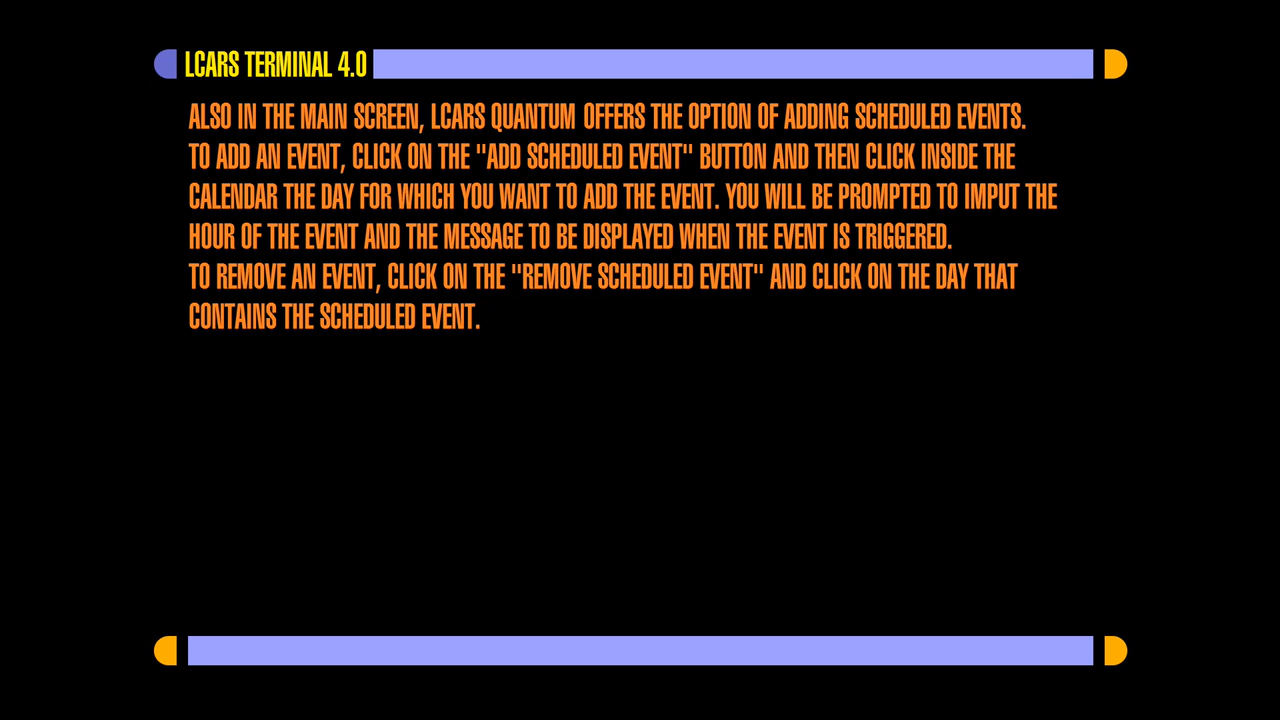 LCARS TERMINAL 4.0
ALSO IN THE MAIN SCREEN, LCARS QUANTUM OFFERS THE OPTION OF ADDING SCHEDULED EVENTS.
TO ADD AN EVENT, CLICK ON THE "ADD SCHEDULED EVENT" BUTTON AND THEN CLICK INSIDE THE
CALENDAR THE DAY FOR WHICH YOU WANT TO ADD THE EVENT. YOU WILL BE PROMPTED TO IMPUT THE
HOUR OF THE EVENT AND THE MESSAGE TO BE DISPLAYED WHEN THE EVENT IS TRIGGERED.
TO REMOVE AN EVENT, CLICK ON THE "REMOVE SCHEDULED EVENT" AND CLICK ON THE DAY THAT
CONTAINS THE SCHEDULED EVENT.